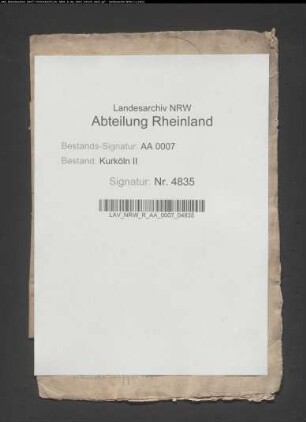 Landesarchiv NRW
Abteilung Rheinland
Bestands-Signatur: AA 0007
Bestand: Kurköln II
Signatur: Nr. 4835
LAV_NRW_R_AA_0007_04835